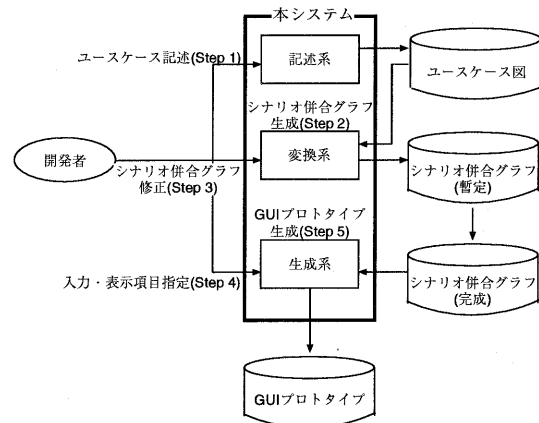 本システム
ユースケース記述(Step 1)
記述系
ユースケース図
シナリオ併合グラフ
生成(Step 2)
変換系
開発者
シナリオ併合グラフ
修正(Step 3)
シナリオ併合グラフ
(暫定)
GUIプロトタイプ
生成(Step 5)
生成系
入力・表示項目指定(Step 4)
シナリオ併合グラフ
(完成)
GUIプロトタイプ